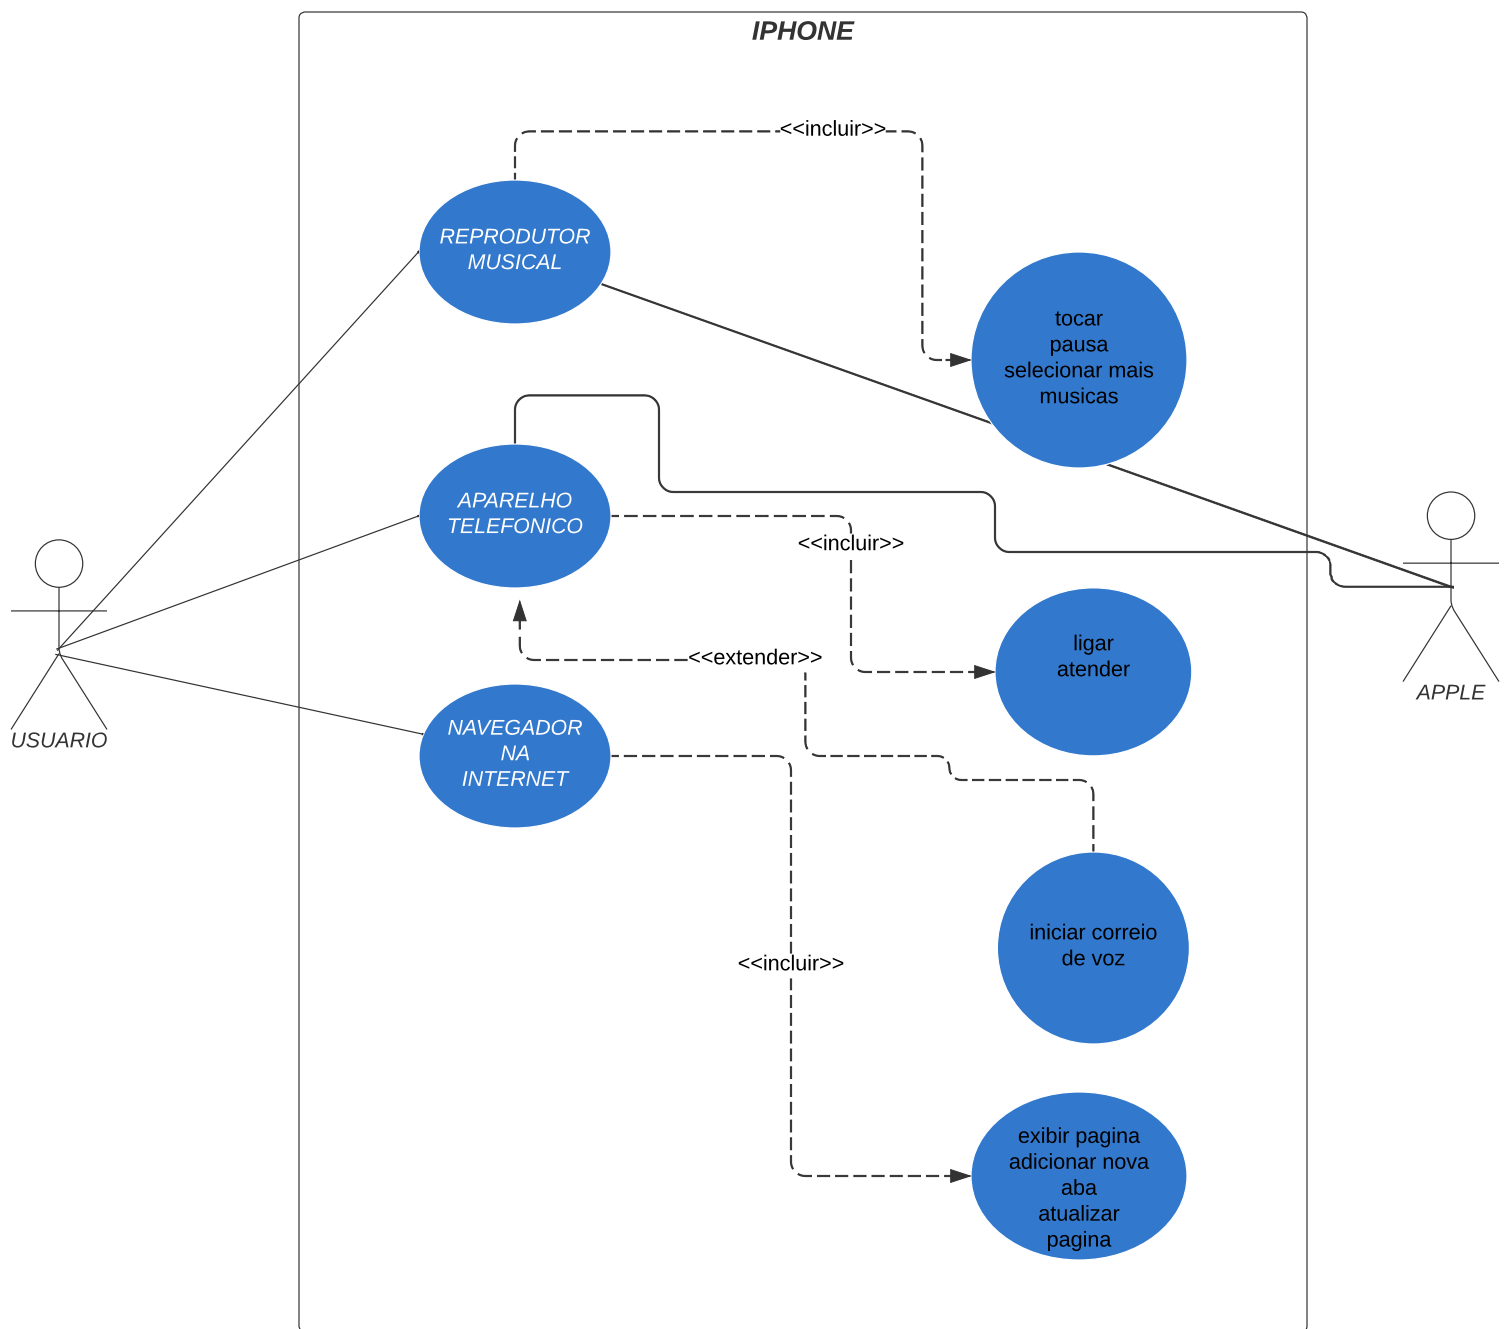 IPHONE
<<incluir>>
REPRODUTOR
MUSICAL
tocar
pausa
selecionar mais
musicas
APARELHO
TELEFONICO
<<incluir>>
ligar
atender
<<extender>>
APPLE
USUARIO
NAVEGADOR
NA
INTERNET
iniciar correio
de voz
<<incluir>>
exibir pagina
adicionar nova
aba
atualizar
pagina